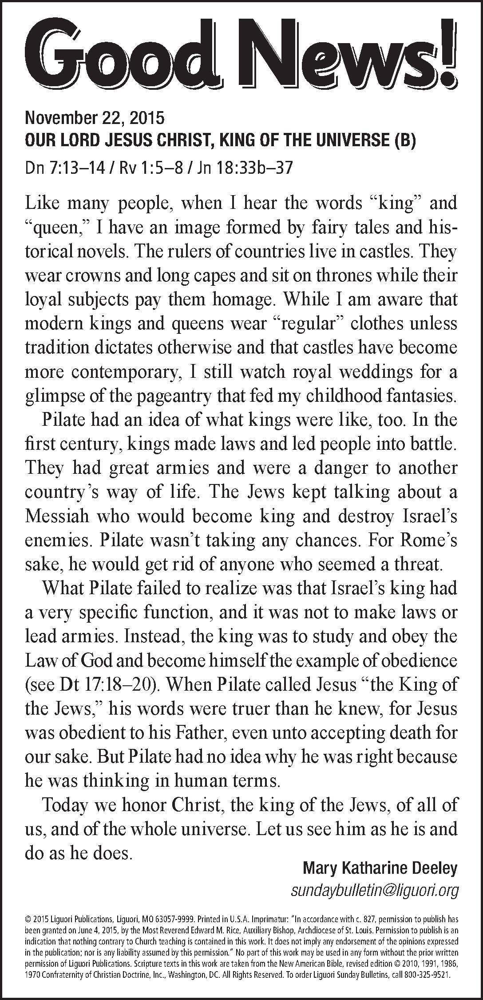 Good News!
November 22, 2015
OUR LORD JESUS CHRIST, KING OF THE UNIVERSE (B)
Dn 7:13–14 / Rv 1:5–8 / Jn 18:33b–37
Like many people, when I hear the words “king” and
“queen,” I have an image formed by fairy tales and his-
torical novels. The rulers of countries live in castles. They
wear crowns and long capes and sit on thrones while their
loyal subjects pay them homage. While I am aware that
modern kings and queens wear “regular” clothes unless
tradition dictates otherwise and that castles have become
more contemporary, I still watch royal weddings for a
glimpse of the pageantry that fed my childhood fantasies.
Pilate had an idea of what kings were like, too. In the
first century, kings made laws and led people into battle.
They had great armies and were a danger to another
country’s way of life. The Jews kept talking about a
Messiah who would become king and destroy Israel’s
enemies. Pilate wasn’t taking any chances. For Rome’s
sake, he would get rid of anyone who seemed a threat.
What Pilate failed to realize was that Israel’s king had
a very specific function, and it was not to make laws or
lead armies. Instead, the king was to study and obey the
Law of God and become himself the example of obedience
(see Dt 17:18–20). When Pilate called Jesus “the King of
the Jews,” his words were truer than he knew, for Jesus
was obedient to his Father, even unto accepting death for
our sake. But Pilate had no idea why he was right because
he was thinking in human terms.
Today we honor Christ, the king of the Jews, of all of
us, and of the whole universe. Let us see him as he is and
do as he does.
Mary Katharine Deeley
sundaybulletin@liguori.org
© 2015 Liguori Publications, Liguori, MO 63057-9999. Printed in U.S.A. Imprimatur: “In accordance with c. 827, permission to publish has
been granted on June 4, 2015, by the Most Reverend Edward M. Rice, Auxiliary Bishop, Archdiocese of St. Louis. Permission to publish is an
indication that nothing contrary to Church teaching is contained in this work. It does not imply any endorsement of the opinions expressed
in the publication; nor is any liability assumed by this permission.” No part of this work may be used in any form without the prior written
permission of Liguori Publications. Scripture texts in this work are taken from the New American Bible, revised edition © 2010, 1991, 1986,
1970 Confraternity of Christian Doctrine, Inc., Washington, DC. All Rights Reserved. To order Liguori Sunday Bulletins, call 800-325-9521.